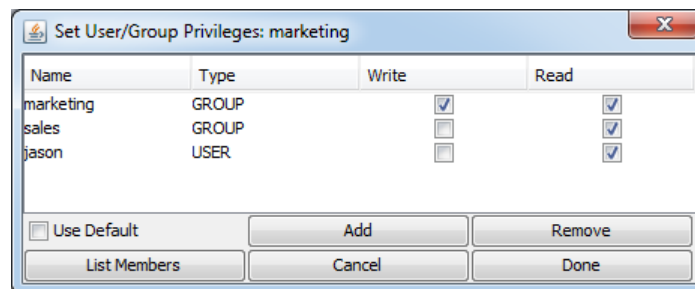 Set User/Group Privileges: marketing
Name Type Write Read
marketing GROUP
sales GROUP
jason USER
Use Default Add Remove
List Members Cancel Done